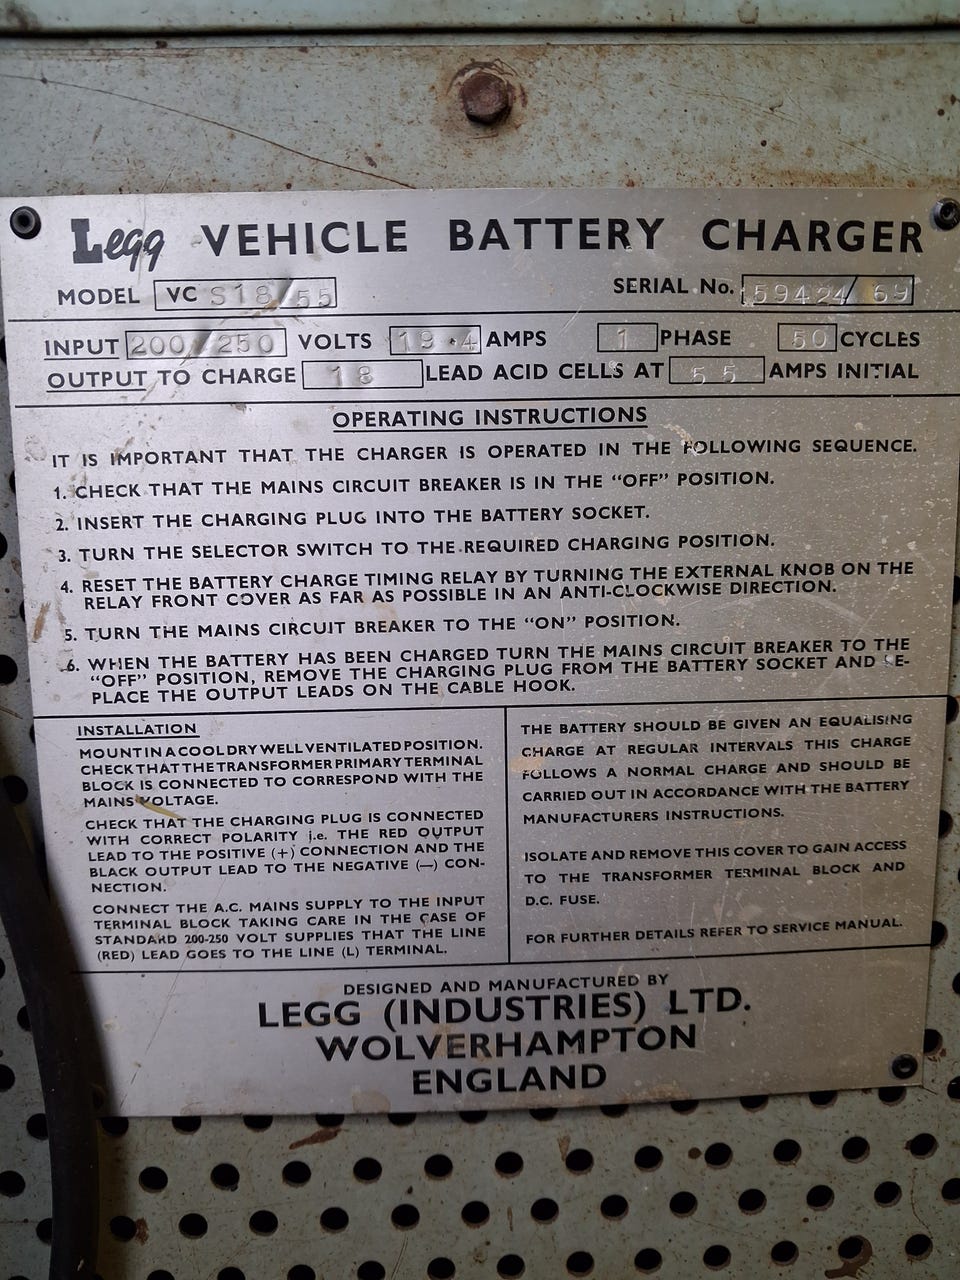 Legg VEHICLE BATTERY CHARGER
MODEL VC S18/55 SERIAL No. 59424/69
INPUT 200/250 VOLTS 19.4 AMPS 1 PHASE 50 CYCLES
OUTPUT TO CHARGE 18 LEAD ACID CELLS AT 55 AMPS INITIAL
OPERATING INSTRUCTIONS
IT IS IMPORTANT THAT THE CHARGER IS OPERATED IN THE FOLLOWING SEQUENCE.
1. CHECK THAT THE MAINS CIRCUIT BREAKER IS IN THE “OFF” POSITION.
2. INSERT THE CHARGING PLUG INTO THE BATTERY SOCKET.
3. TURN THE SELECTOR SWITCH TO THE REQUIRED CHARGING POSITION.
4. RESET THE BATTERY CHARGE TIMING RELAY BY TURNING THE EXTERNAL KNOB ON THE
RELAY FRONT COVER AS FAR AS POSSIBLE IN AN ANTI-CLOCKWISE DIRECTION.
5. TURN THE MAINS CIRCUIT BREAKER TO THE “ON” POSITION.
6. WHEN THE BATTERY HAS BEEN CHARGED TURN THE MAINS CIRCUIT BREAKER TO THE
“OFF” POSITION, REMOVE THE CHARGING PLUG FROM THE BATTERY SOCKET AND RE-
PLACE THE OUTPUT LEADS ON THE CABLE HOOK.
INSTALLATION
MOUNT IN A COOL DRY WELL VENTILATED POSITION.
CHECK THAT THE TRANSFORMER PRIMARY TERMINAL
BLOCK IS CONNECTED TO CORRESPOND WITH THE
MAINS VOLTAGE.
CHECK THAT THE CHARGING PLUG IS CONNECTED
WITH CORRECT POLARITY i.e. THE RED OUTPUT
LEAD TO THE POSITIVE (+) CONNECTION AND THE
BLACK OUTPUT LEAD TO THE NEGATIVE (—) CON-
NECTION.
CONNECT THE A.C. MAINS SUPPLY TO THE INPUT
TERMINAL BLOCK TAKING CARE IN THE CASE OF
STANDARD 200-250 VOLT SUPPLIES THAT THE LINE
(RED) LEAD GOES TO THE LINE (L) TERMINAL.
THE BATTERY SHOULD BE GIVEN AN EQUALISING
CHARGE AT REGULAR INTERVALS THIS CHARGE
FOLLOWS A NORMAL CHARGE AND SHOULD BE
CARRIED OUT IN ACCORDANCE WITH THE BATTERY
MANUFACTURERS INSTRUCTIONS.
ISOLATE AND REMOVE THIS COVER TO GAIN ACCESS
TO THE TRANSFORMER TERMINAL BLOCK AND
D.C. FUSE.
FOR FURTHER DETAILS REFER TO SERVICE MANUAL.
DESIGNED AND MANUFACTURED BY
LEGG (INDUSTRIES) LTD.
WOLVERHAMPTON
ENGLAND